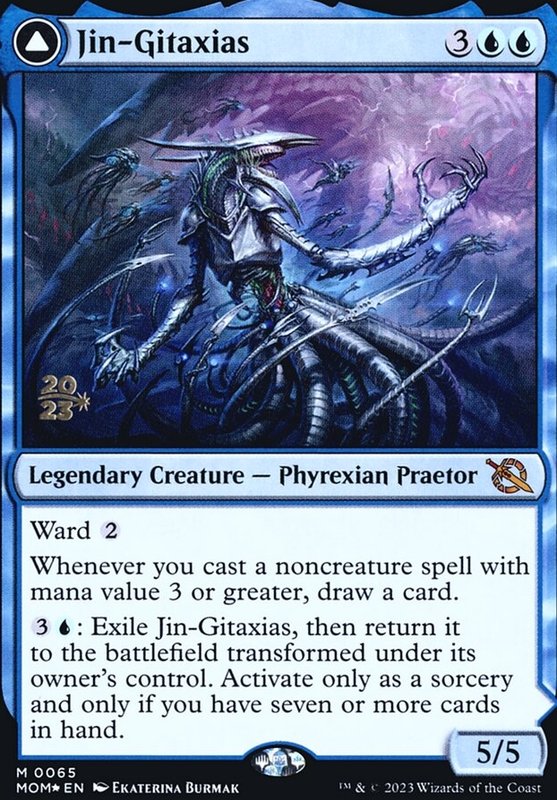 Jin-Gitaxias 3
20
23
Legendary Creature — Phyrexian Praetor
Ward 2
Whenever you cast a noncreature spell with
mana value 3 or greater, draw a card.
3 : Exile Jin-Gitaxias, then return it
to the battlefield transformed under its
owner's control. Activate only as a sorcery
and only if you have seven or more cards
in hand.
5/5
M 0065
MOM★EN Ekaterina Burmak
™ & © 2023 Wizards of the Coast